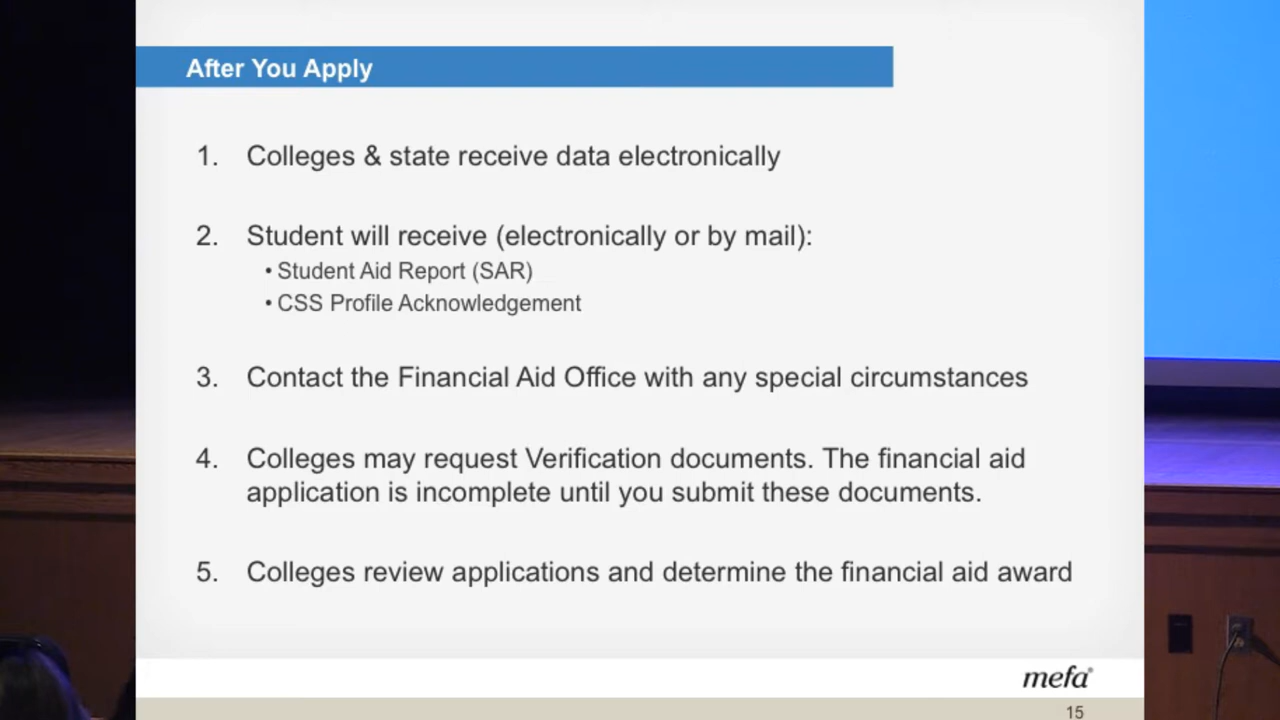 After You Apply
1. Colleges & state receive data electronically
2. Student will receive (electronically or by mail):
• Student Aid Report (SAR)
• CSS Profile Acknowledgement
3. Contact the Financial Aid Office with any special circumstances
4. Colleges may request Verification documents. The financial aid
application is incomplete until you submit these documents.
5. Colleges review applications and determine the financial aid award
mefa®
15